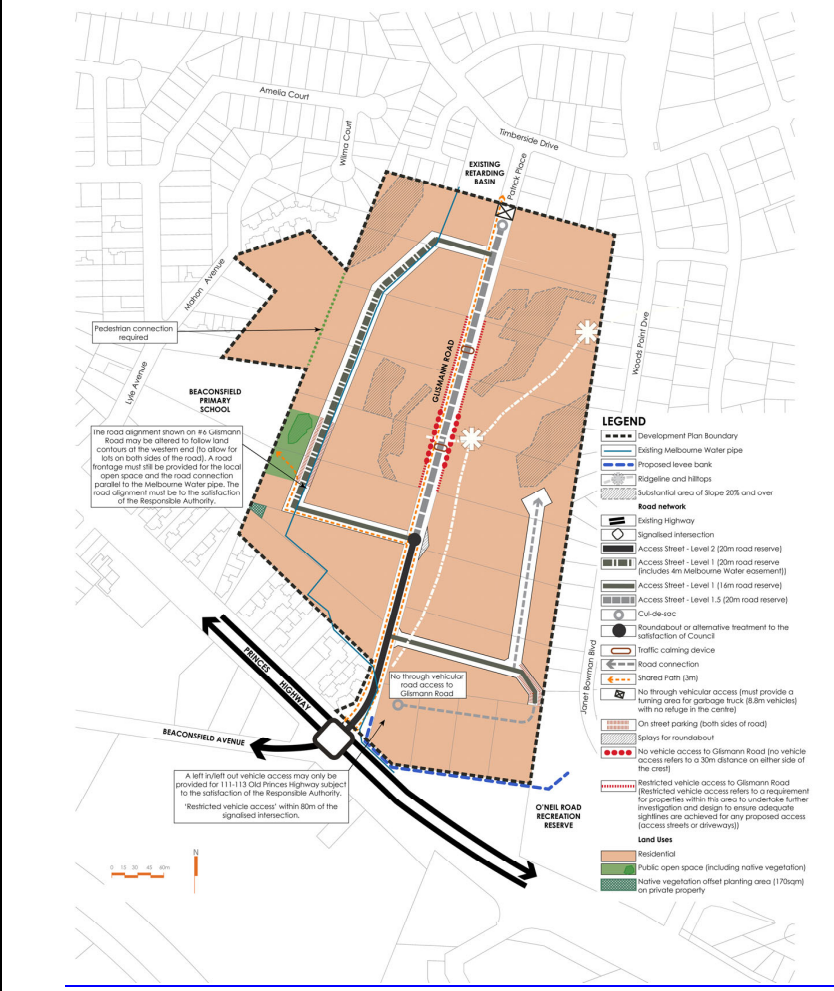 Amelia Court
Wilma Court
Timberside Drive
EXISTING
RETARDING
BASIN
Patrick Place
Mahon Avenue
Pedestrian connection
required
Lyle Avenue
GLISMANN ROAD
Woods Point Dve
BEACONSFIELD
PRIMARY
SCHOOL
The road alignment shown on #6 Glismann
Road may be altered to follow land
contours at the western end (to allow for
lots on both sides of the road). A road
frontage must still be provided for the local
open space and the road connection
parallel to the Melbourne Water pipe. The
road alignment must be to the satisfaction
of the Responsible Authority.
PRINCES HIGHWAY
No through vehicular
road access to
Glismann Road
Janet Bowman Blvd
BEACONSFIELD AVENUE
A left in/left out vehicle access may only be
provided for 111-113 Old Princes Highway subject
to the satisfaction of the Responsible Authority.
'Restricted vehicle access' within 80m of the
signalised intersection.
O'NEIL ROAD
RECREATION
RESERVE
0 15 30 45 60m
N
LEGEND
Development Plan Boundary
Existing Melbourne Water pipe
Proposed levee bank
Ridgeline and hilltops
Substantial area of Slope 20% and over
Road network
Existing Highway
Signalised intersection
Access Street - Level 2 (20m road reserve)
Access Street - Level 1 (20m road reserve
(includes 4m Melbourne Water easement))
Access Street - Level 1 (16m road reserve)
Access Street - Level 1.5 (20m road reserve)
Cul-de-sac
Roundabout or alternative treatment to the
satisfaction of Council
Traffic calming device
Road connection
Shared Path (3m)
No through vehicular access (must provide a
turning area for garbage truck (8.8m vehicles)
with no refuge in the centre)
On street parking (both sides of road)
Splays for roundabout
No vehicle access to Glismann Road (no vehicle
access refers to a 30m distance on either side of
the crest)
Restricted vehicle access to Glismann Road
(Restricted vehicle access refers to a requirement
for properties within this area to undertake further
investigation and design to ensure adequate
sightlines are achieved for any proposed access
(access streets or driveways))
Land Uses
Residential
Public open space (including native vegetation)
Native vegetation offset planting area (170sqm)
on private property